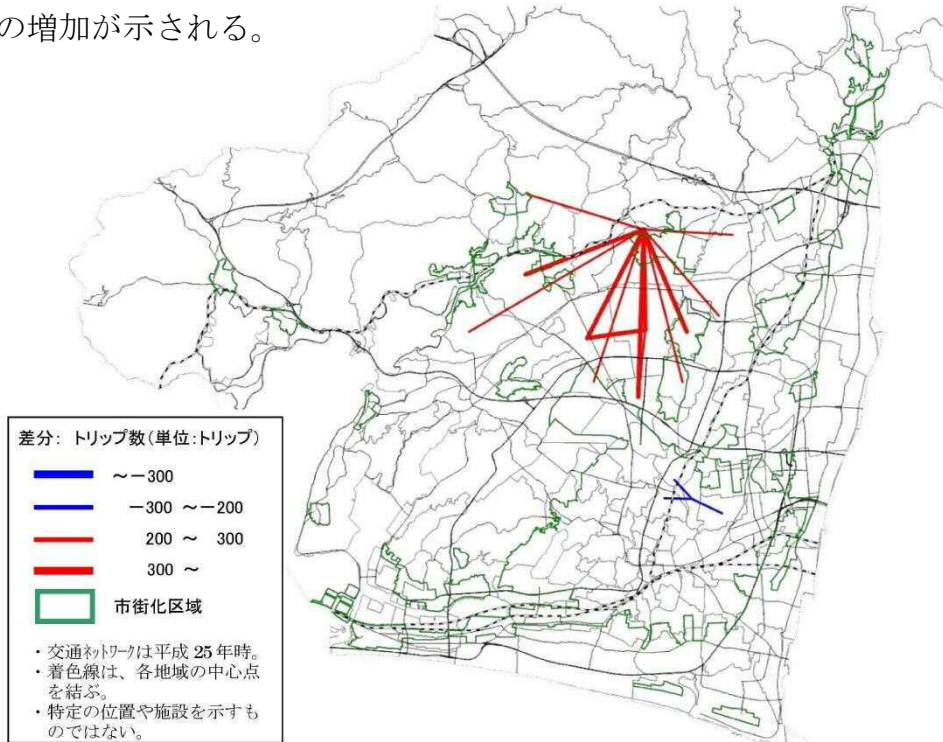 の増加が示される。
差分: トリップ数(単位:トリップ)
～－300
－300 ～－200
200 ～ 300
300 ～
市街化区域
・交通ﾈｯﾄﾜｰｸは平成 25 年時。
・着色線は、各地域の中心点
を結ぶ。
・特定の位置や施設を示すも
のではない。